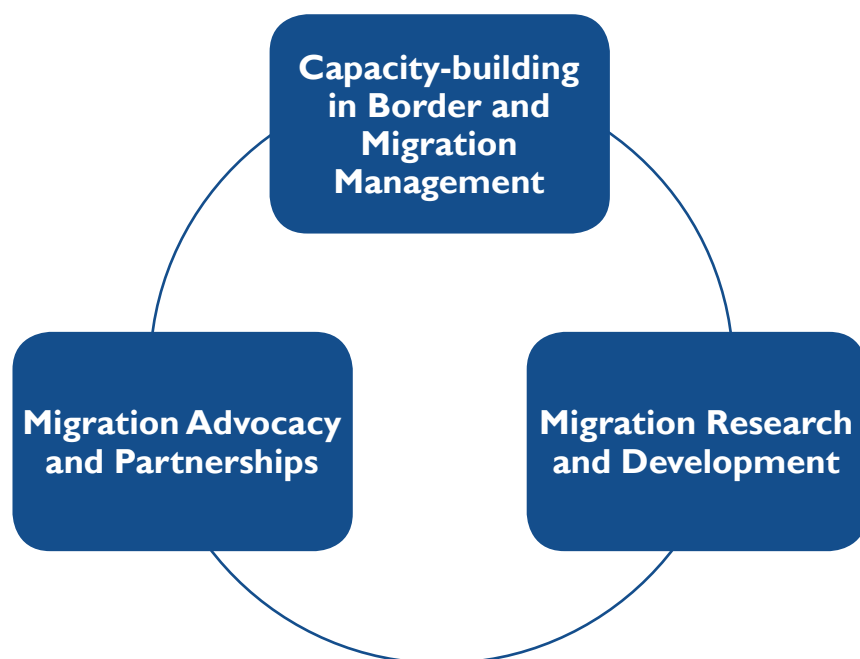 Capacity-building
in Border and
Migration
Management
Migration Advocacy
and Partnerships
Migration Research
and Development